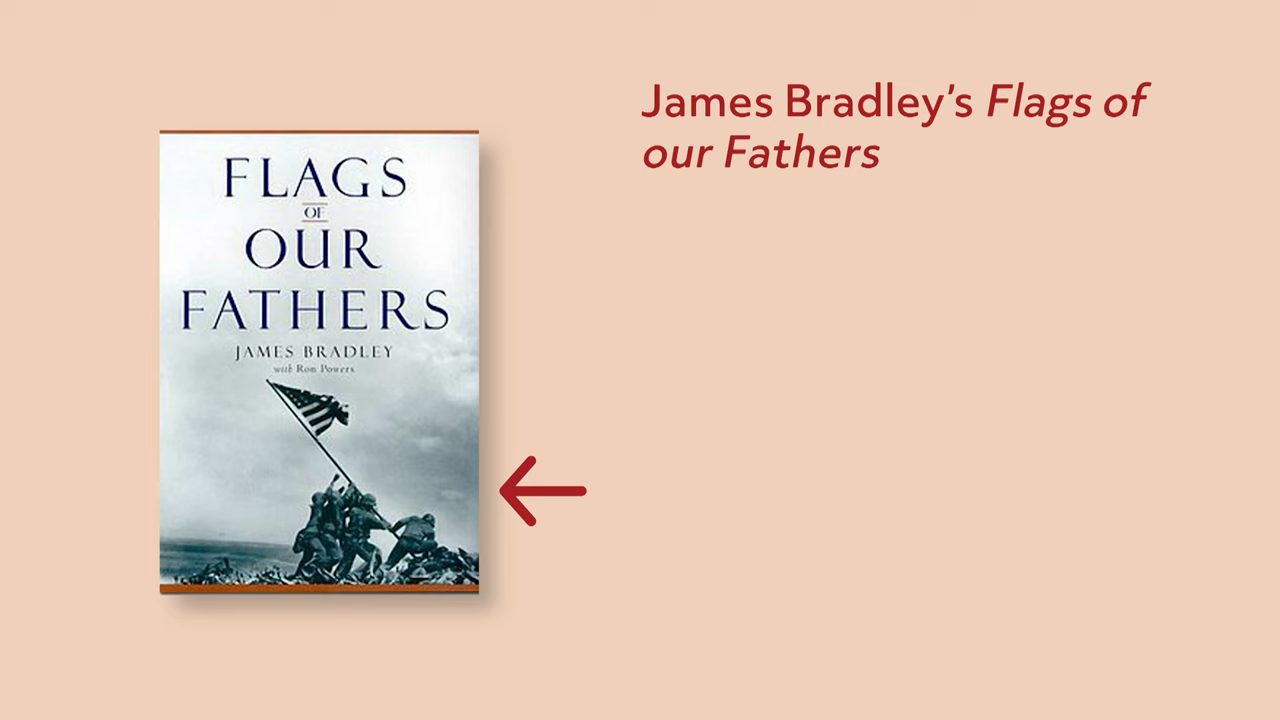 James Bradley’s Flags of
our Fathers
FLAGS
OF
OUR
FATHERS
JAMES BRADLEY
with Ron Powers